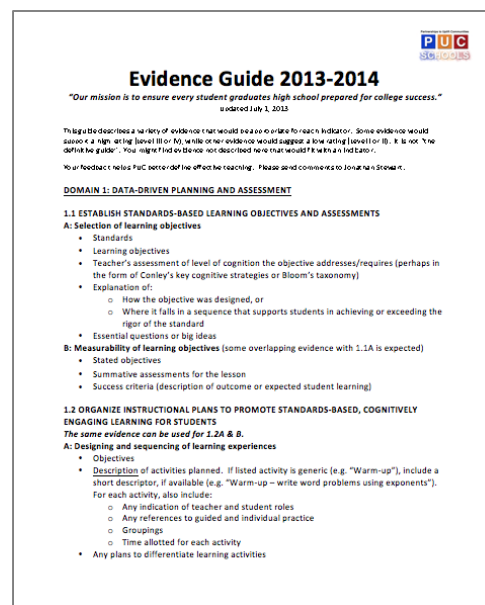 Partnerships to Uplift Communities
PUC
SCHOOLS
Evidence Guide 2013-2014
"Our mission is to ensure every student graduates high school prepared for college success."
updated July 1, 2013
This guide describes a variety of evidence that would be appropriate for each indicator. Some evidence would
support a high rating (Level III or IV), while other evidence would suggest a low rating (Level I or II). It is not "the
definitive guide". You might find evidence not described here that would fit with an indicator.
Your feedback helps PUC better define effective teaching. Please send comments to Jonathan Stewart.
DOMAIN 1: DATA-DRIVEN PLANNING AND ASSESSMENT
1.1 ESTABLISH STANDARDS-BASED LEARNING OBJECTIVES AND ASSESSMENTS
A: Selection of learning objectives
• Standards
• Learning objectives
• Teacher's assessment of level of cognition the objective addresses/requires (perhaps in
the form of Conley's key cognitive strategies or Bloom's taxonomy)
• Explanation of:
o How the objective was designed, or
o Where it falls in a sequence that supports students in achieving or exceeding the
rigor of the standard
• Essential questions or big ideas
B: Measurability of learning objectives (some overlapping evidence with 1.1A is expected)
• Stated objectives
• Summative assessments for the lesson
• Success criteria (description of outcome or expected student learning)
1.2 ORGANIZE INSTRUCTIONAL PLANS TO PROMOTE STANDARDS-BASED, COGNITIVELY
ENGAGING LEARNING FOR STUDENTS
The same evidence can be used for 1.2A & B.
A: Designing and sequencing of learning experiences
• Objectives
• Description of activities planned. If listed activity is generic (e.g. "Warm-up"), include a
short descriptor, if available (e.g. "Warm-up – write word problems using exponents").
For each activity, also include:
o Any indication of teacher and student roles
o Any references to guided and individual practice
o Groupings
o Time allotted for each activity
• Any plans to differentiate learning activities